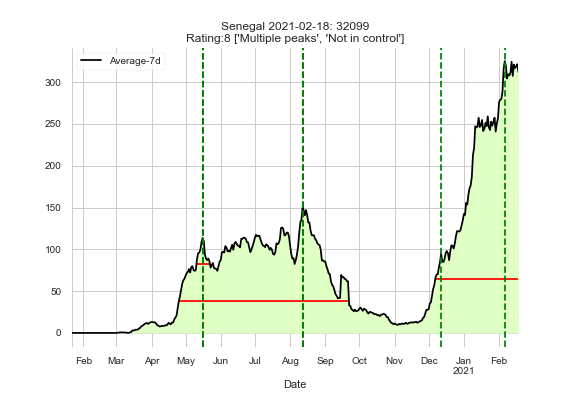 Senegal 2021-02-18: 32099
Rating:8 ['Multiple peaks', 'Not in control']
Average-7d
300
250
200
150
100
50
0
Feb Mar Apr May Jun Jul Aug Sep Oct Nov Dec Jan Feb
2021
Date